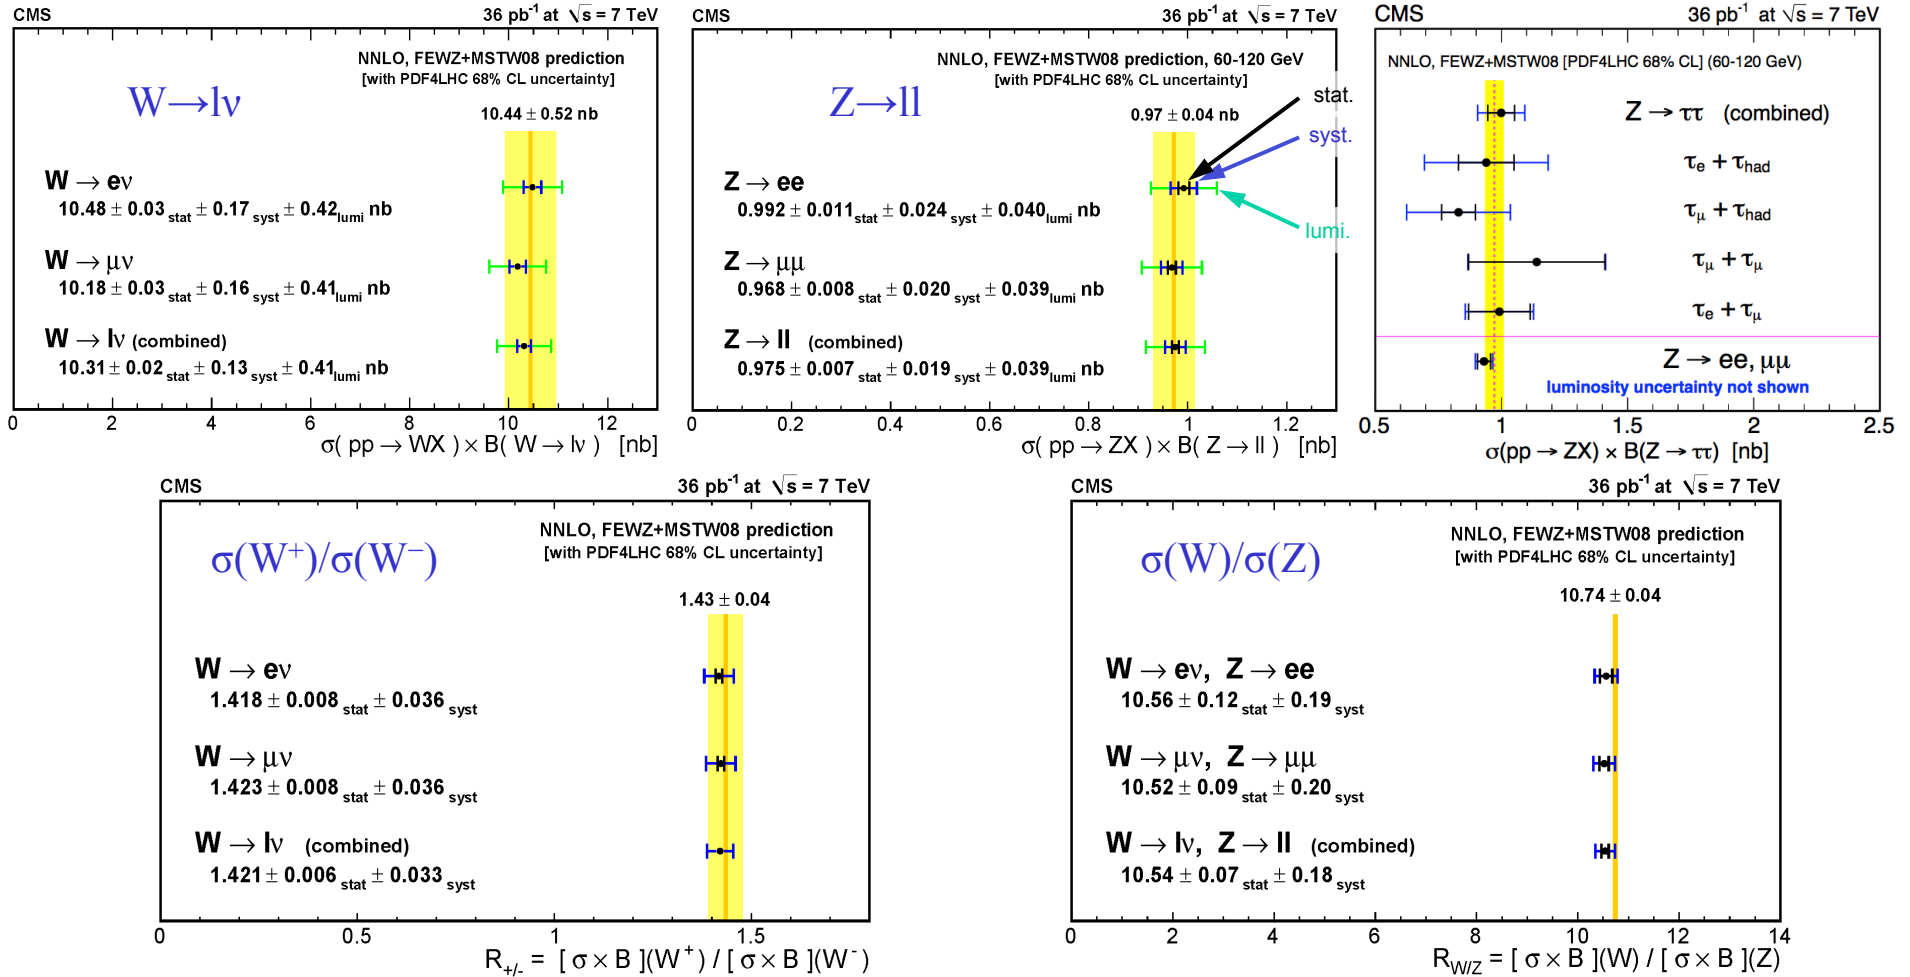 CMS 36 pb⁻¹ at √s = 7 TeV
NNLO, FEWZ+MSTW08 prediction
[with PDF4LHC 68% CL uncertainty]
W→lν
10.44 ± 0.52 nb
W → eν
10.48 ± 0.03 stat ± 0.17 syst ± 0.42 lumi nb
W → μν
10.18 ± 0.03 stat ± 0.16 syst ± 0.41 lumi nb
W → lν (combined)
10.31 ± 0.02 stat ± 0.13 syst ± 0.41 lumi nb
0 2 4 6 8 10 12
σ( pp → WX ) × B( W → lν ) [nb]
CMS 36 pb⁻¹ at √s = 7 TeV
NNLO, FEWZ+MSTW08 prediction, 60-120 GeV
[with PDF4LHC 68% CL uncertainty]
Z→ll
0.97 ± 0.04 nb
stat.
syst.
lumi.
Z → ee
0.992 ± 0.011 stat ± 0.024 syst ± 0.040 lumi nb
Z → μμ
0.968 ± 0.008 stat ± 0.020 syst ± 0.039 lumi nb
Z → ll (combined)
0.975 ± 0.007 stat ± 0.019 syst ± 0.039 lumi nb
0 0.2 0.4 0.6 0.8 1 1.2
σ( pp → ZX ) × B( Z → ll ) [nb]
CMS 36 pb⁻¹ at √s = 7 TeV
NNLO, FEWZ+MSTW08 [PDF4LHC 68% CL] (60-120 GeV)
Z → ττ (combined)
τe + τhad
τμ + τhad
τμ + τμ
τe + τμ
Z → ee, μμ
luminosity uncertainty not shown
0.5 1 1.5 2 2.5
σ(pp → ZX) × B(Z → ττ) [nb]
CMS 36 pb⁻¹ at √s = 7 TeV
NNLO, FEWZ+MSTW08 prediction
[with PDF4LHC 68% CL uncertainty]
σ(W⁺)/σ(W⁻)
1.43 ± 0.04
W → eν
1.418 ± 0.008 stat ± 0.036 syst
W → μν
1.423 ± 0.008 stat ± 0.036 syst
W → lν (combined)
1.421 ± 0.006 stat ± 0.033 syst
0 0.5 1 1.5
R+/- = [ σ × B ](W⁺) / [ σ × B ](W⁻)
CMS 36 pb⁻¹ at √s = 7 TeV
NNLO, FEWZ+MSTW08 prediction
[with PDF4LHC 68% CL uncertainty]
σ(W)/σ(Z)
10.74 ± 0.04
W → eν, Z → ee
10.56 ± 0.12 stat ± 0.19 syst
W → μν, Z → μμ
10.52 ± 0.09 stat ± 0.20 syst
W → lν, Z → ll (combined)
10.54 ± 0.07 stat ± 0.18 syst
0 2 4 6 8 10 12 14
RW/Z = [ σ × B ](W) / [ σ × B ](Z)